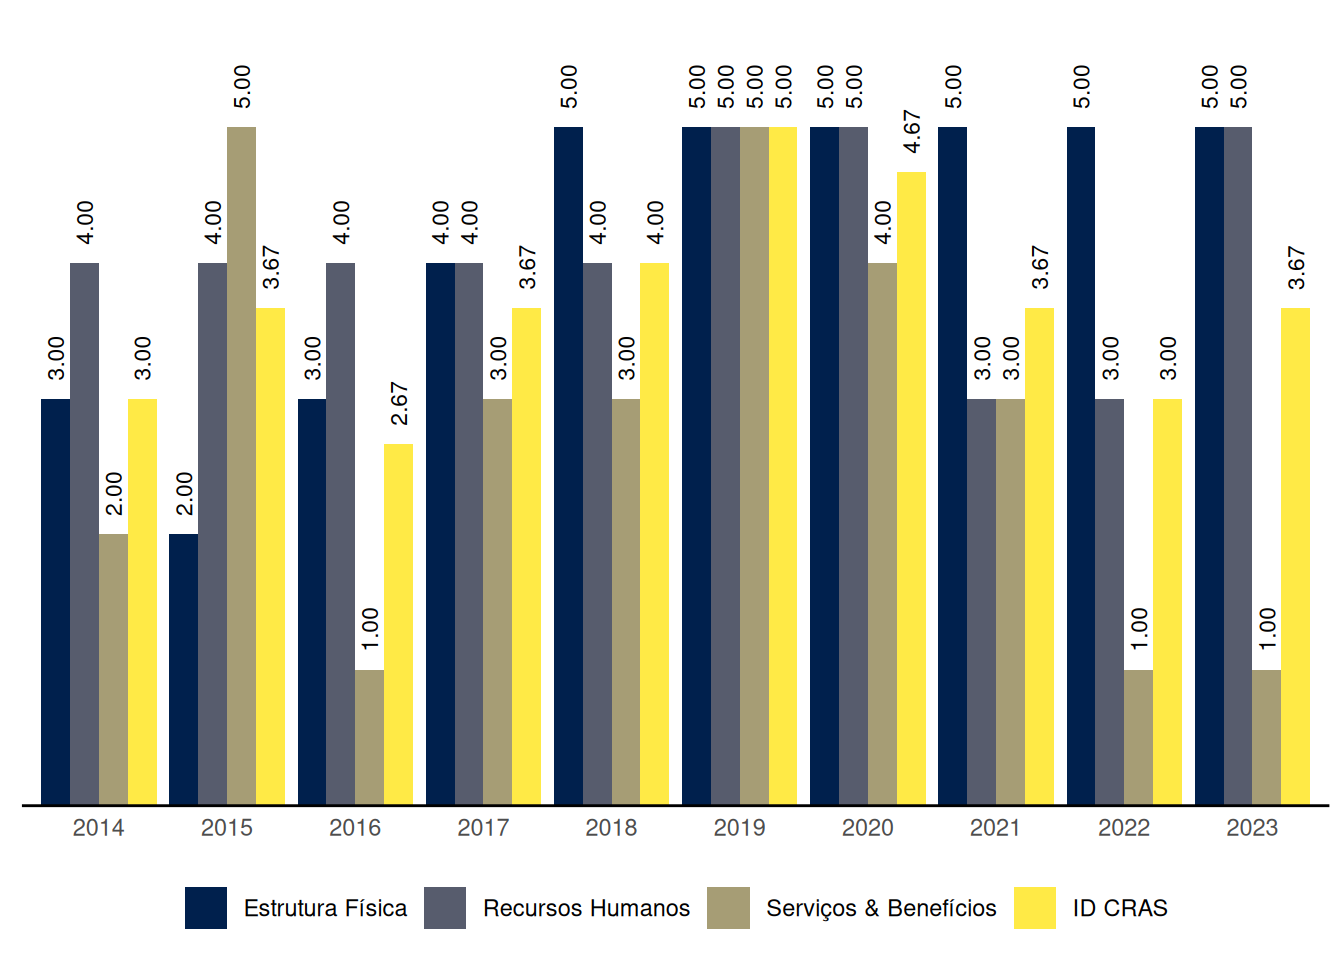 3.00 4.00 2.00 3.00
2.00 4.00 5.00 3.67
3.00 4.00 1.00 2.67
4.00 4.00 3.00 3.67
5.00 4.00 3.00 4.00
5.00 5.00 5.00 5.00
5.00 5.00 4.00 4.67
5.00 3.00 3.00 3.67
5.00 3.00 1.00 3.00
5.00 5.00 1.00 3.67
2014 2015 2016 2017 2018 2019 2020 2021 2022 2023
Estrutura Física Recursos Humanos Serviços & Benefícios ID CRAS